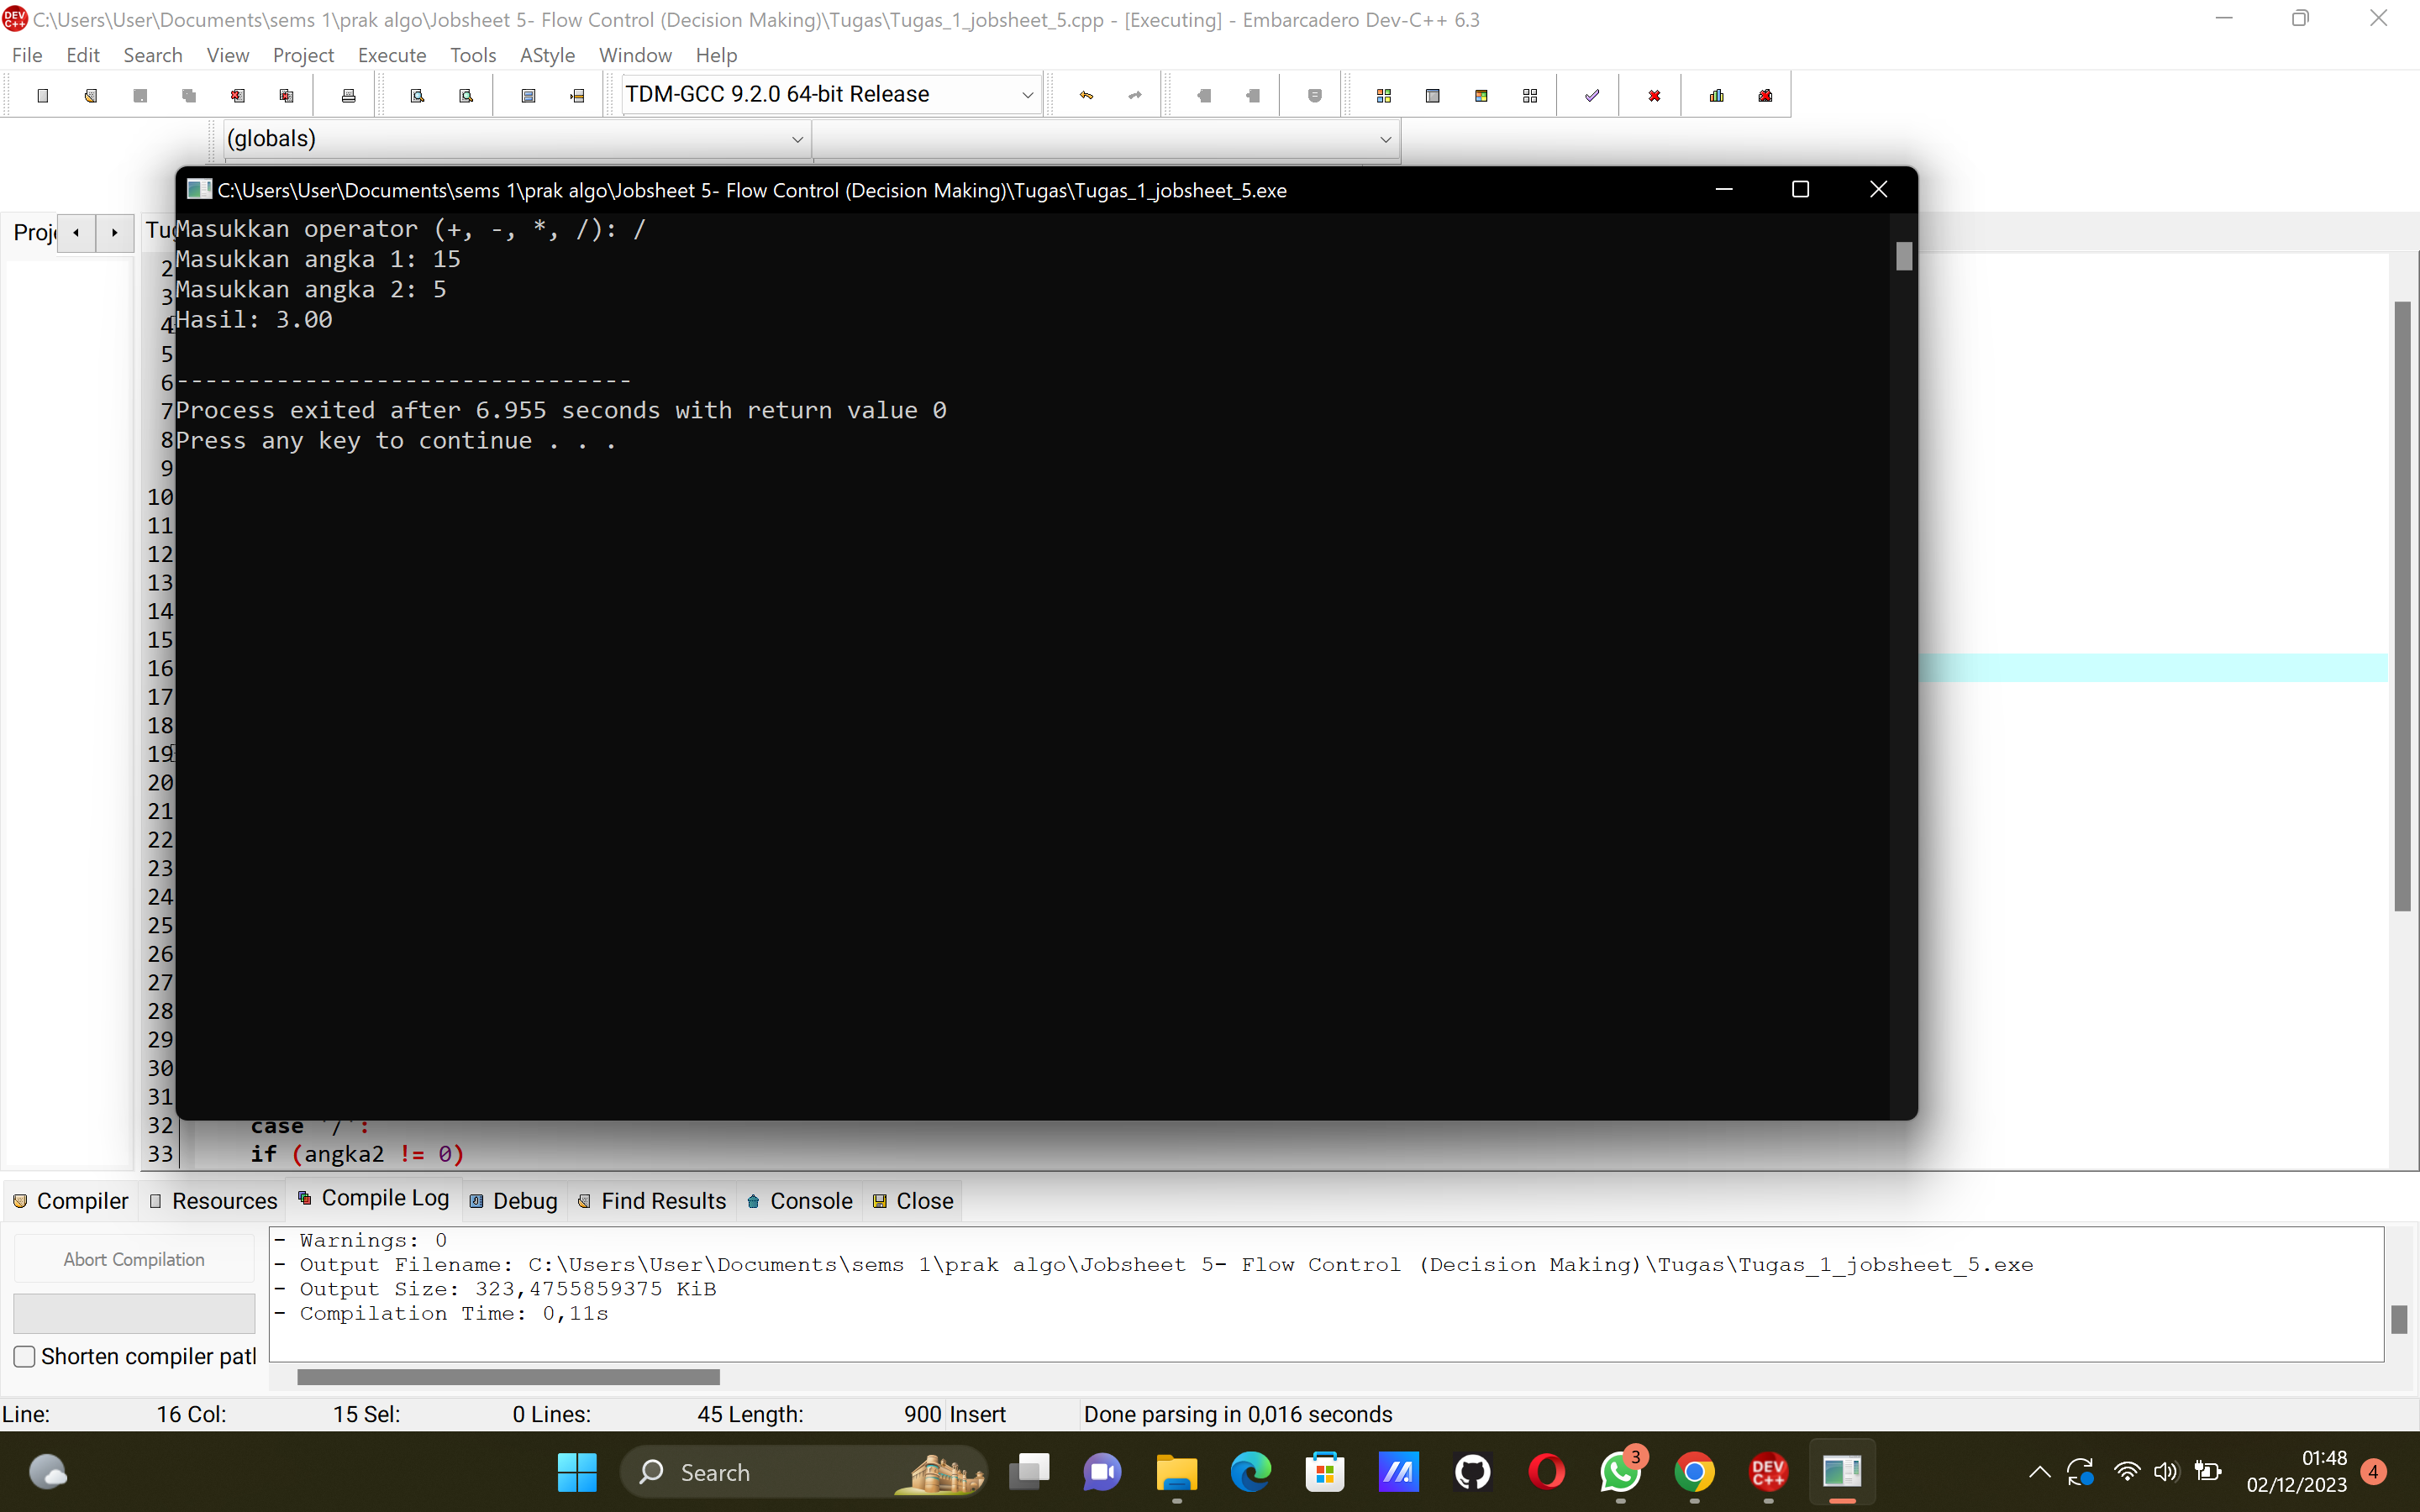 C:\Users\User\Documents\sems 1\prak algo\Jobsheet 5- Flow Control (Decision Making)\Tugas\Tugas_1_jobsheet_5.cpp - [Executing] - Embarcadero Dev-C++ 6.3
File Edit Search View Project Execute Tools AStyle Window Help
TDM-GCC 9.2.0 64-bit Release
(globals)
C:\Users\User\Documents\sems 1\prak algo\Jobsheet 5- Flow Control (Decision Making)\Tugas\Tugas_1_jobsheet_5.exe
Masukkan operator (+, -, *, /): /
Masukkan angka 1: 15
Masukkan angka 2: 5
Hasil: 3.00
--------------------------------
Process exited after 6.955 seconds with return value 0
Press any key to continue . . .
2
3
4
5
6
7
8
9
10
11
12
13
14
15
16
17
18
19
20
21
22
23
24
25
26
27
28
29
30
31
32 case '/':
33 if (angka2 != 0)
Compiler Resources Compile Log Debug Find Results Console Close
Abort Compilation
Shorten compiler
- Warnings: 0
- Output Filename: C:\Users\User\Documents\sems 1\prak algo\Jobsheet 5- Flow Control (Decision Making)\Tugas\Tugas_1_jobsheet_5.exe
- Output Size: 323,4755859375 KiB
- Compilation Time: 0,11s
Line: 16 Col: 15 Sel: 0 Lines: 45 Length: 900 Insert Done parsing in 0,016 seconds
Search
3
DEV C++
01:48
02/12/2023
4